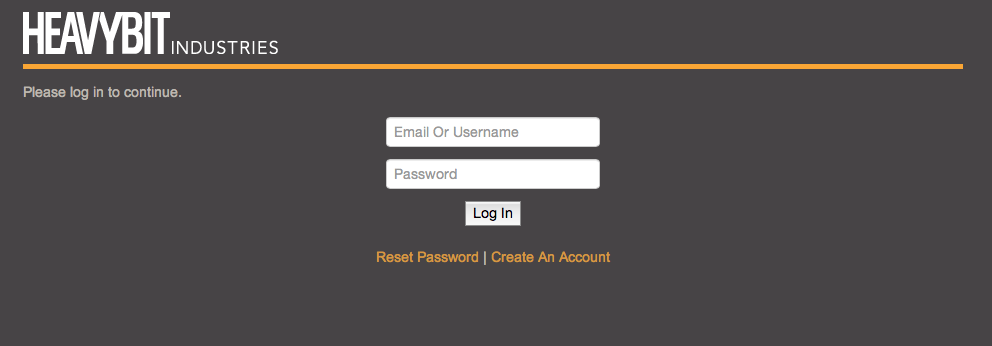 HEAVYBIT INDUSTRIES
Please log in to continue.
Email Or Username
Password
Log In
Reset Password | Create An Account